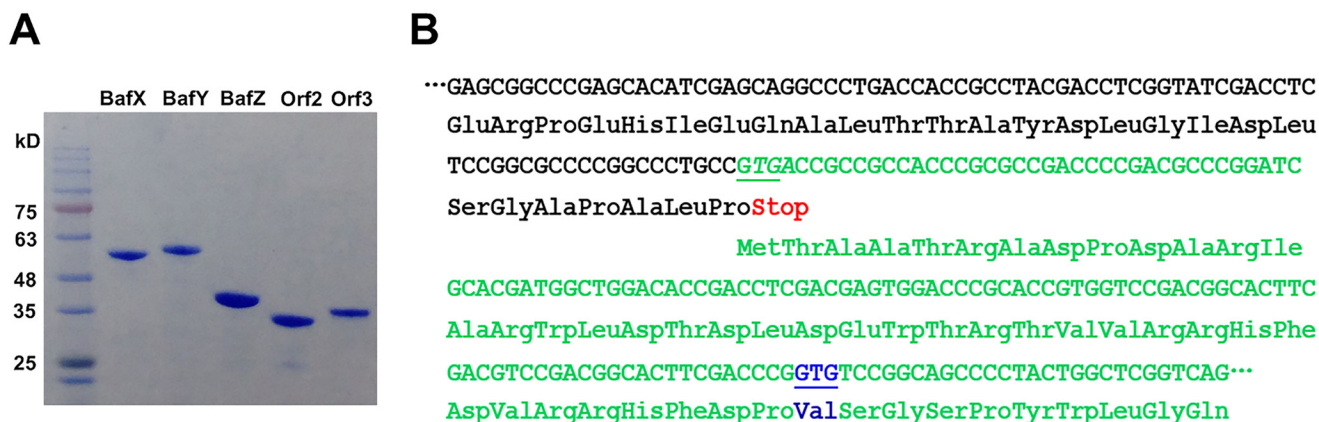 A
B
BafX BafY BafZ Orf2 Orf3
kD
75
63
48
35
25
···GAGCGGCCCGAGCACATCGAGCAGGCCCTGACCACCGCCTACGACCTCGGTATCGACCTC
GluArgProGluHisIleGluGlnAlaLeuThrThrAlaTyrAspLeuGlyIleAspLeu
TCCGGCGCCCCGGCCCTGCCGTGACCGCCGCCACCCGCGCCGACCCCGACGCCCGGATC
SerGlyAlaProAlaLeuProStop
MetThrAlaAlaThrArgAlaAspProAspAlaArgIle
GCACGATGGCTGGACACCGACCTCGACGAGTGGACCCGCACCGTGGTCCGACGGCACTTC
AlaArgTrpLeuAspThrAspLeuAspGluTrpThrArgThrValValArgArgHisPhe
GACGTCCGACGGCACTTCGACCCGGTGTCCGGCAGCCCCTACTGGCTCGGTCAG···
AspValArgArgHisPheAspProValSerGlySerProTyrTrpLeuGlyGln